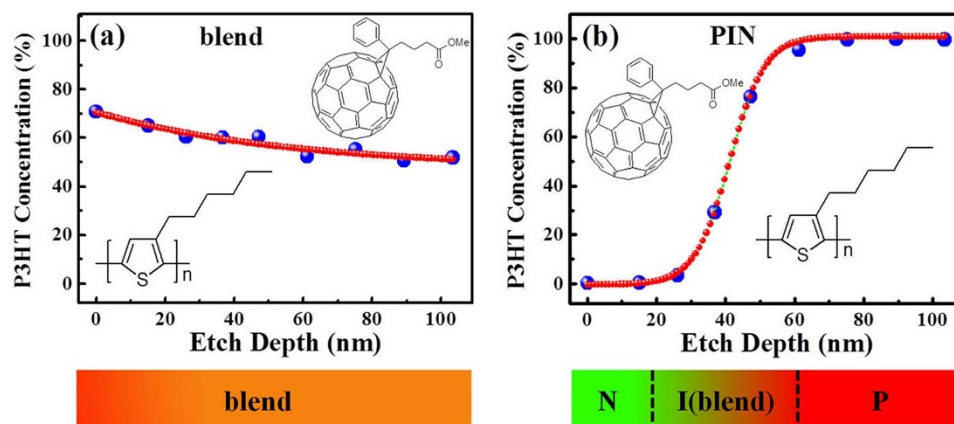 (a) blend
P3HT Concentration (%)
100
80
60
40
20
0
0 20 40 60 80 100
Etch Depth (nm)
OMe
O
S
n
blend
(b) PIN
P3HT Concentration (%)
100
80
60
40
20
0
0 20 40 60 80 100
Etch Depth (nm)
OMe
O
S
n
N I(blend) P